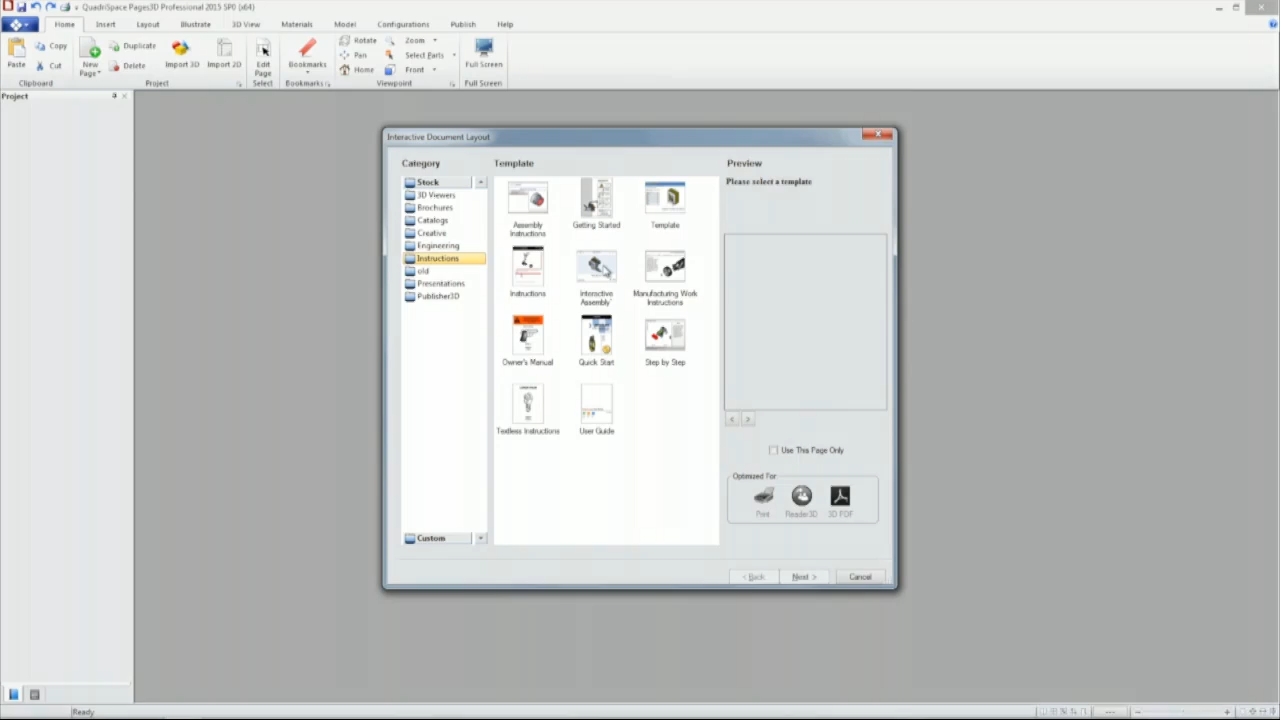 QuadriSpace Pages3D Professional 2015 SP0 (x64)
Home Insert Layout Illustrate 3D View Materials Model Configurations Publish Help
Paste Copy Cut Clipboard
New Page Duplicate Delete Import 3D Import 2D Project
Edit Page Select
Bookmarks Bookmarks
Rotate Pan Home Zoom Select Parts Front Viewpoint
Full Screen Full Screen
Project
Interactive Document Layout
Category
Stock
3D Viewers
Brochures
Catalogs
Creative
Engineering
Instructions
old
Presentations
Publisher3D
Custom
Template
Assembly Instructions
Getting Started
Template
Instructions
Interactive Assembly
Manufacturing Work Instructions
Owner's Manual
Quick Start
Step by Step
Textless Instructions
User Guide
Preview
Please select a template
< >
Use This Page Only
Optimized For
Print Reader3D 3D PDF
< Back Next > Cancel
Ready